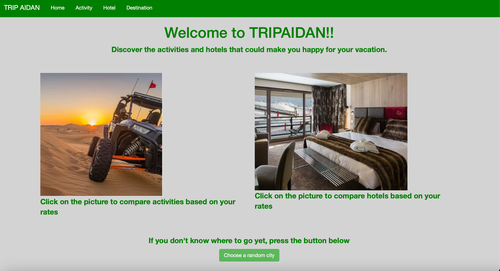 TRIP AIDAN Home Activity Hotel Destination
Welcome to TRIPAIDAN!!
Discover the activities and hotels that could make you happy for your vacation.
Click on the picture to compare activities based on your
rates
Click on the picture to compare hotels based on your
rates
If you don't know where to go yet, press the button below
Choose a random city